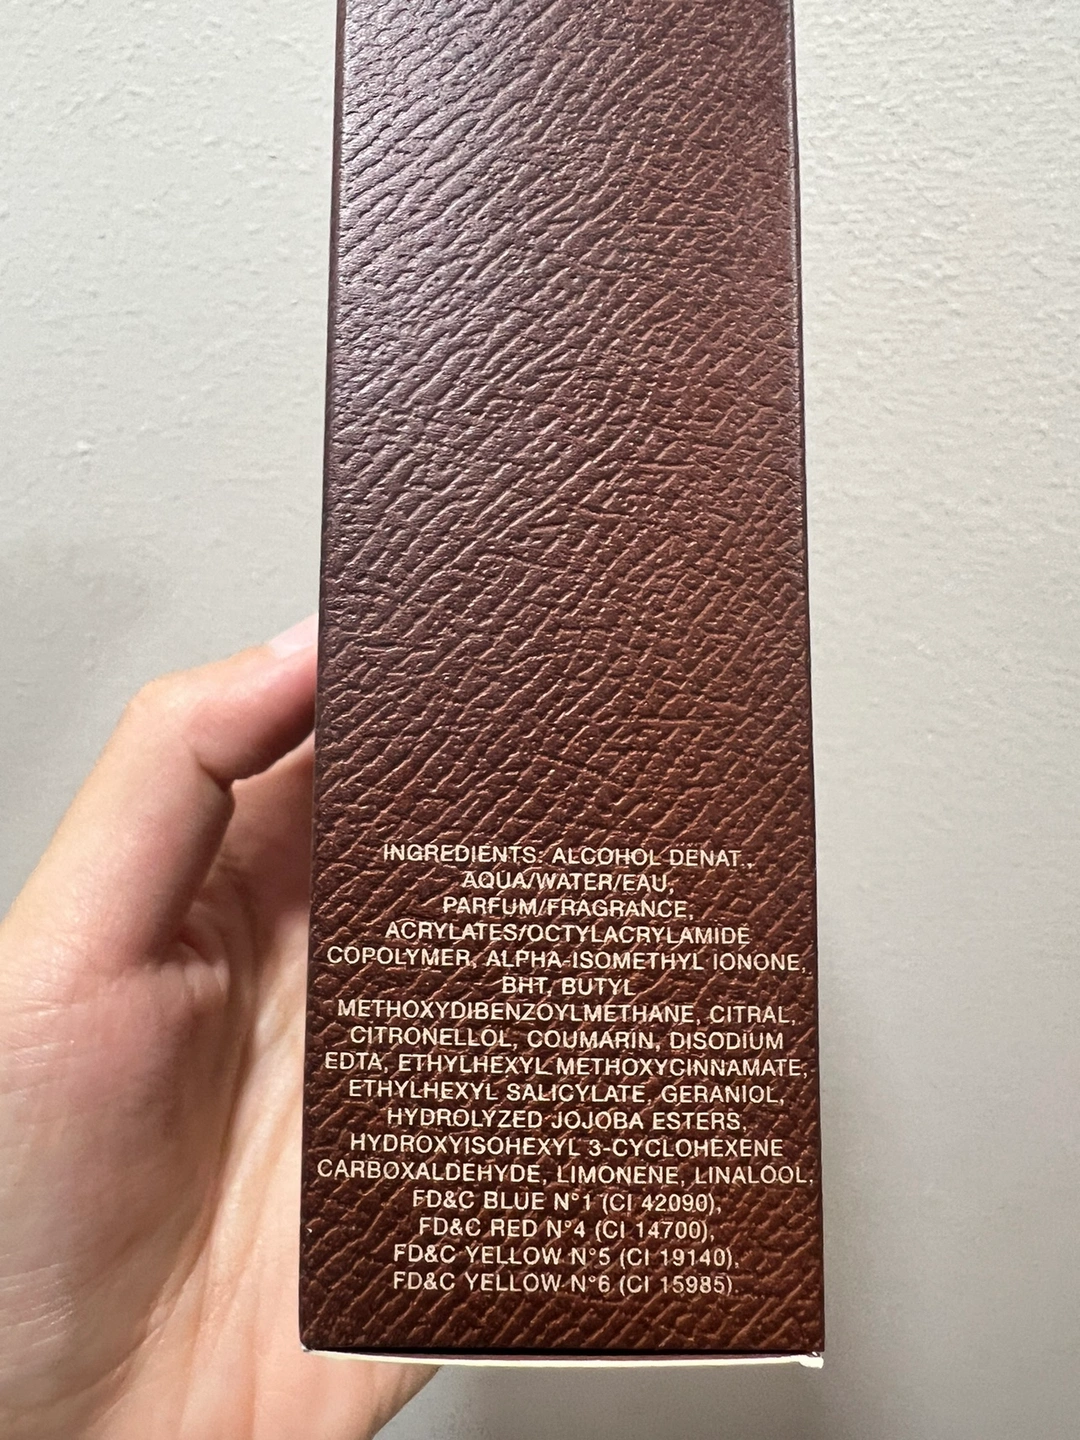 INGREDIENTS: ALCOHOL DENAT.,
AQUA/WATER/EAU,
PARFUM/FRAGRANCE,
ACRYLATES/OCTYLACRYLAMIDE
COPOLYMER, ALPHA-ISOMETHYL IONONE,
BHT, BUTYL
METHOXYDIBENZOYLMETHANE, CITRAL,
CITRONELLOL, COUMARIN, DISODIUM
EDTA, ETHYLHEXYL METHOXYCINNAMATE,
ETHYLHEXYL SALICYLATE, GERANIOL,
HYDROLYZED JOJOBA ESTERS,
HYDROXYISOHEXYL 3-CYCLOHEXENE
CARBOXALDEHYDE, LIMONENE, LINALOOL,
FD&C BLUE N°1 (CI 42090),
FD&C RED N°4 (CI 14700),
FD&C YELLOW N°5 (CI 19140),
FD&C YELLOW N°6 (CI 15985).